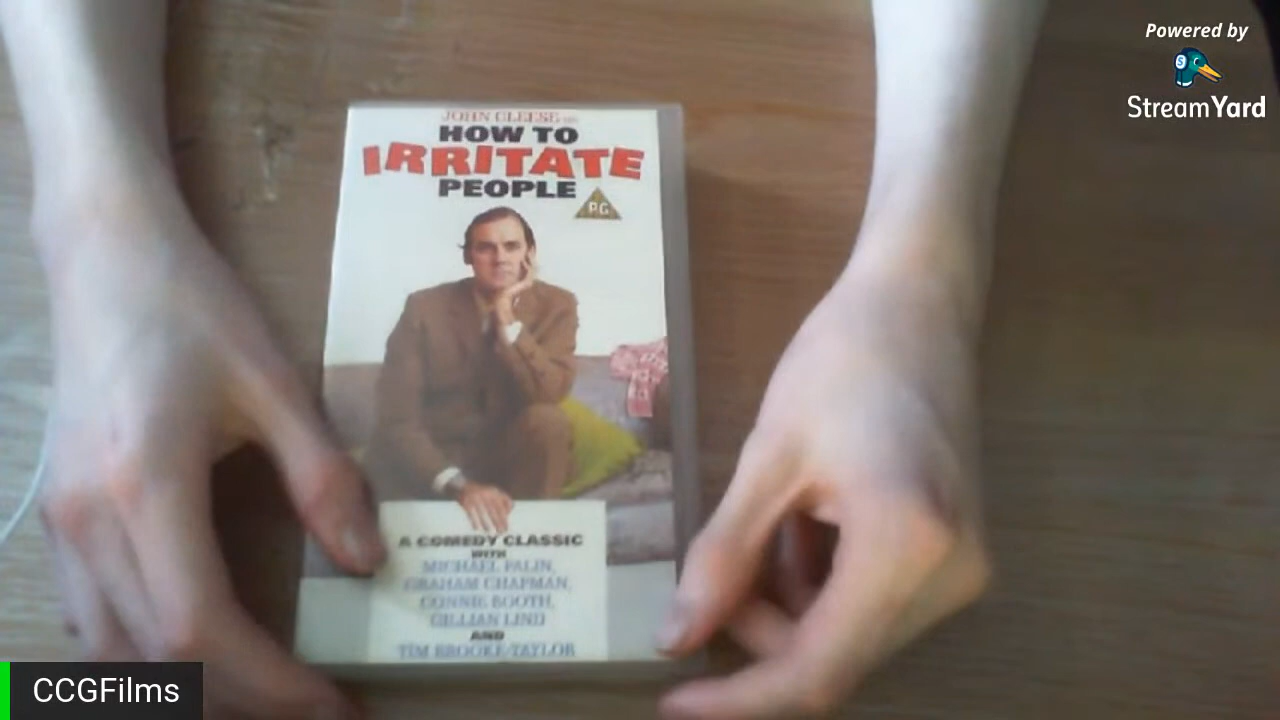 Powered by
StreamYard
JOHN CLEESE
HOW TO
IRRITATE
PEOPLE
PG
A COMEDY CLASSIC
WITH
MICHAEL PALIN,
GRAHAM CHAPMAN,
CONNIE BOOTH,
GILLIAN LIND
AND
TIM BROOKE-TAYLOR
CCGFilms